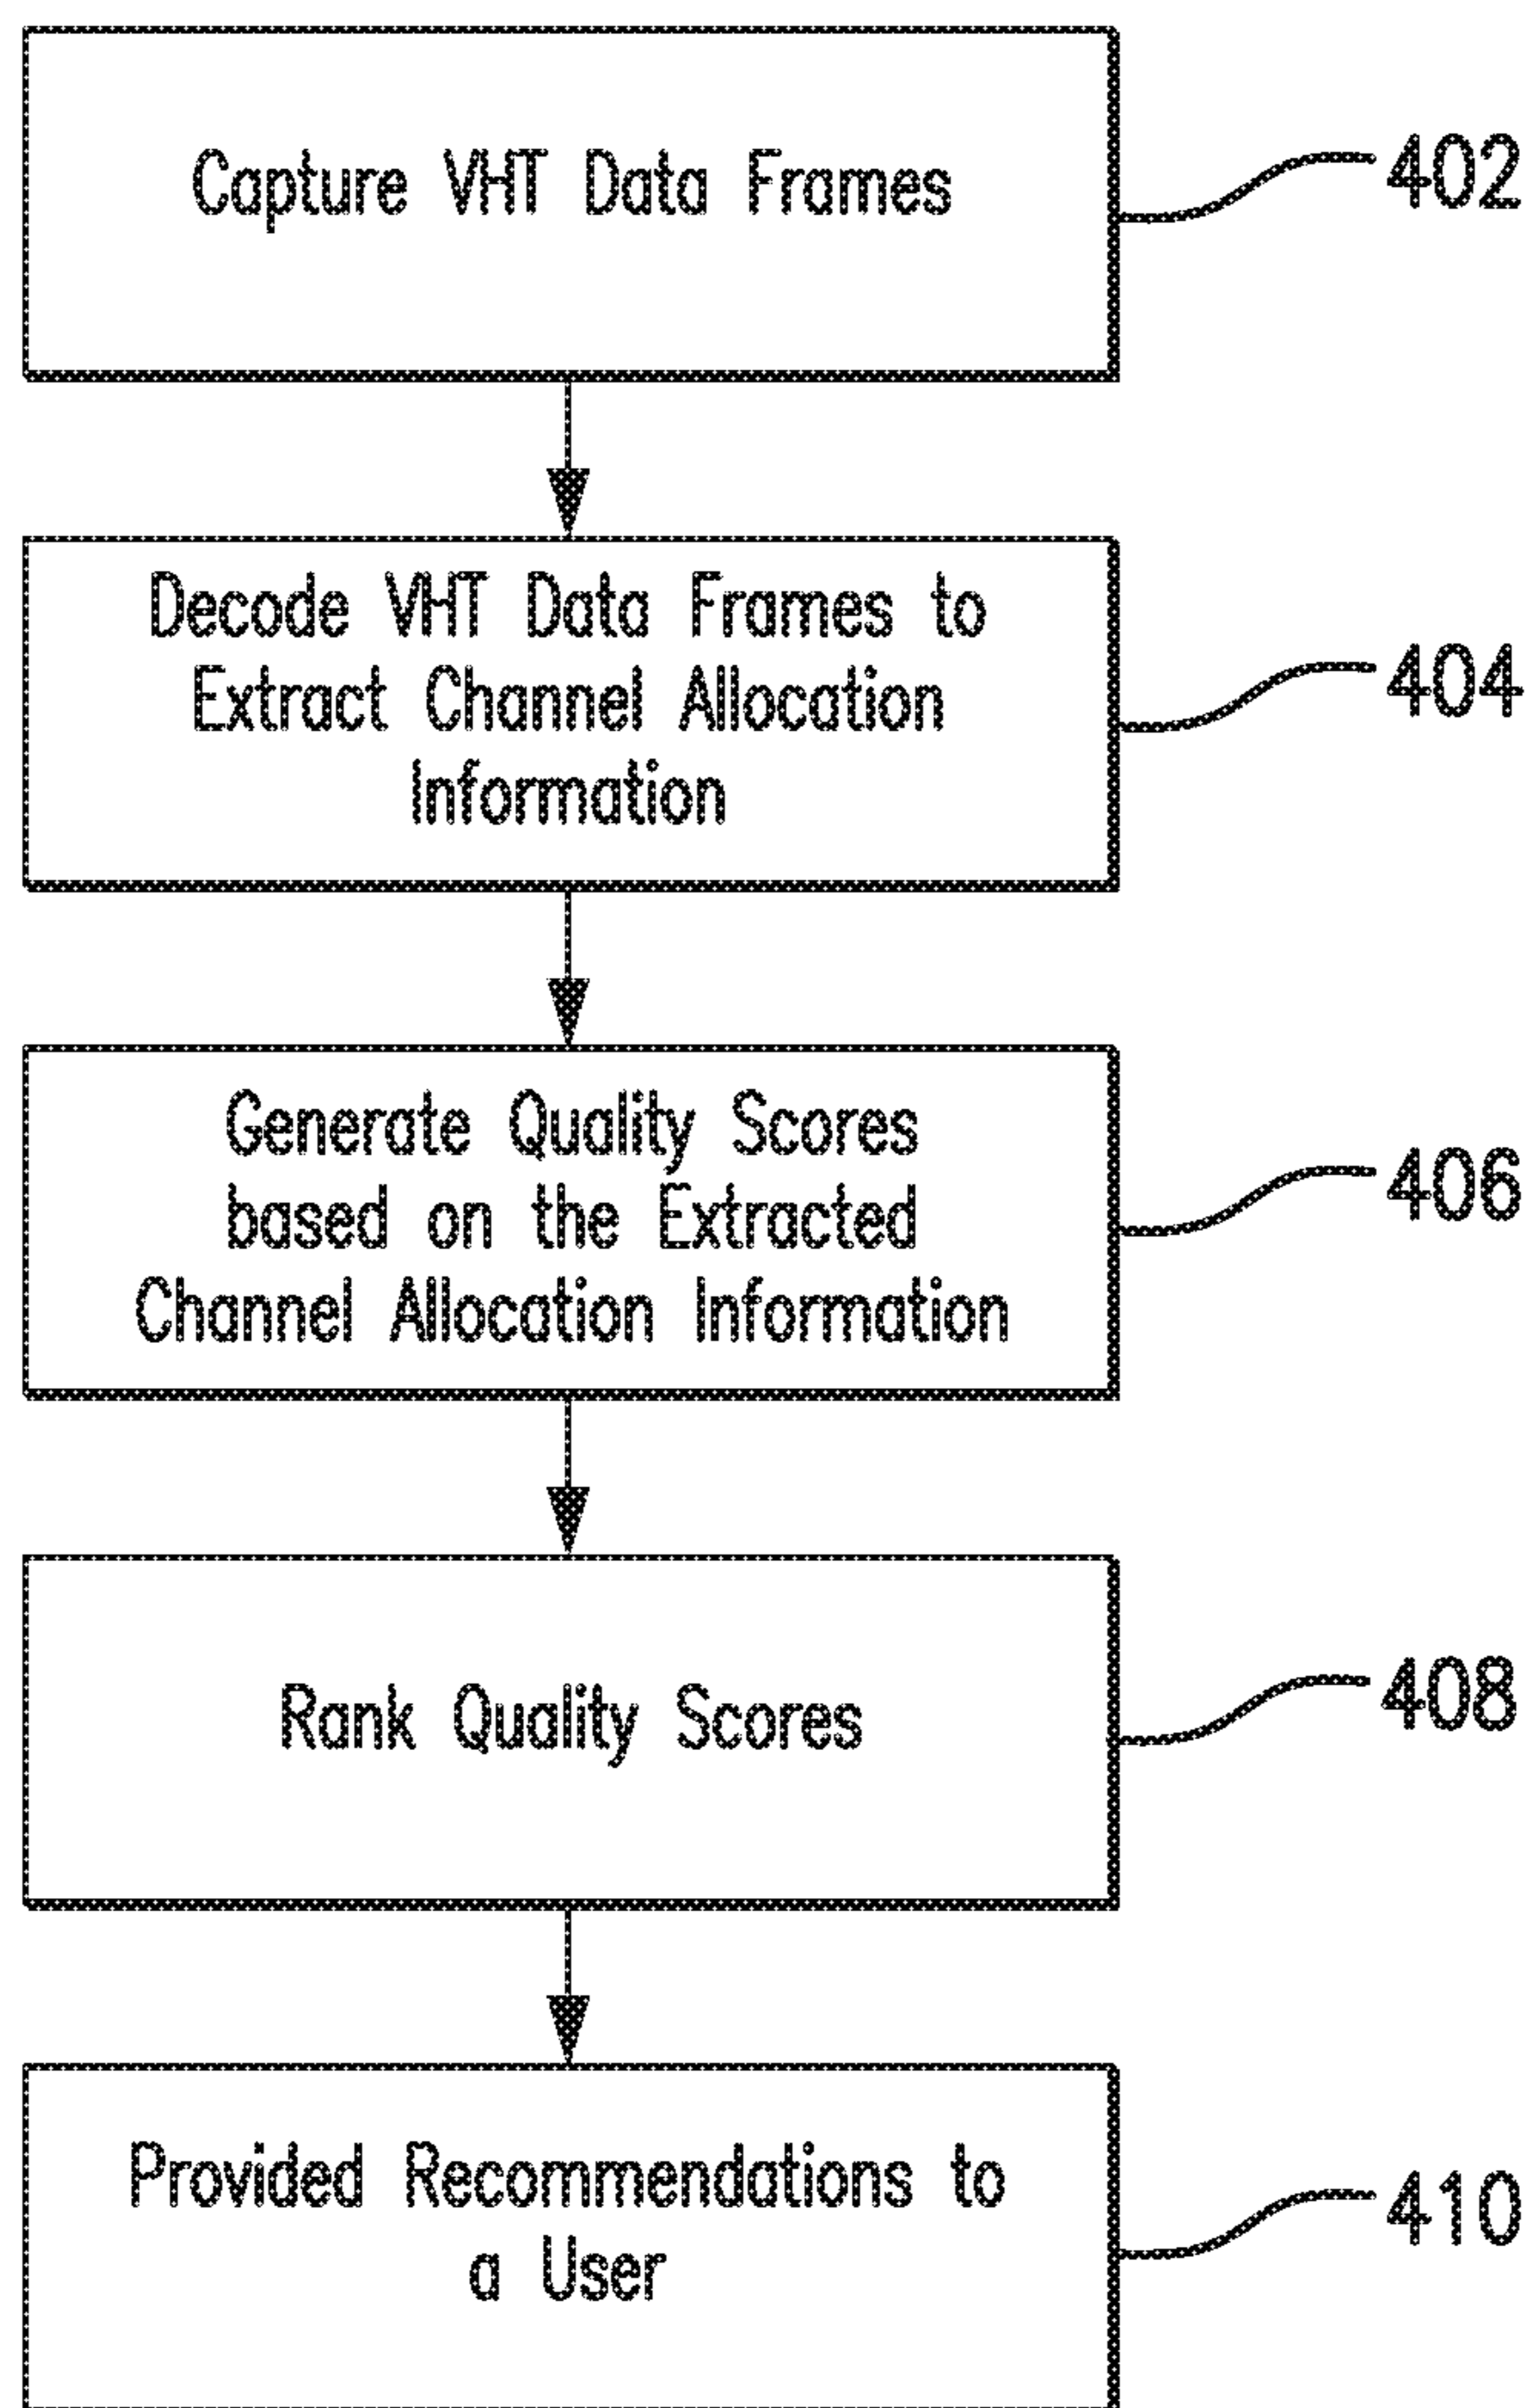 Capture VHT Data Frames
402
Decode VHT Data Frames to
Extract Channel Allocation
Information
404
Generate Quality Scores
based on the Extracted
Channel Allocation Information
406
Rank Quality Scores
408
Provided Recommendations to
a User
410